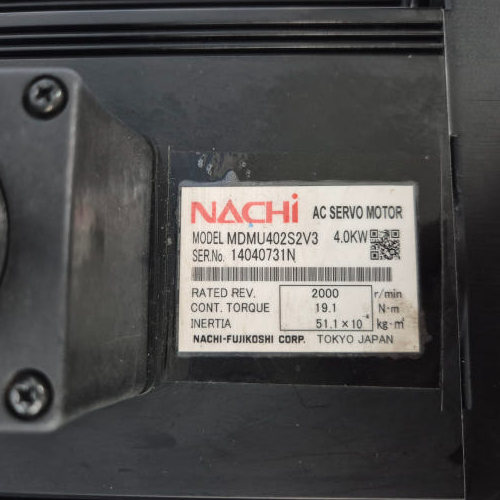 NACHi AC SERVO MOTOR
MODEL MDMU402S2V3 4.0KW
SER.No. 14040731N
RATED REV. 2000 r/min
CONT. TORQUE 19.1 N·m
INERTIA 51.1×10 kg·m²
NACHI-FUJIKOSHI CORP. TOKYO JAPAN